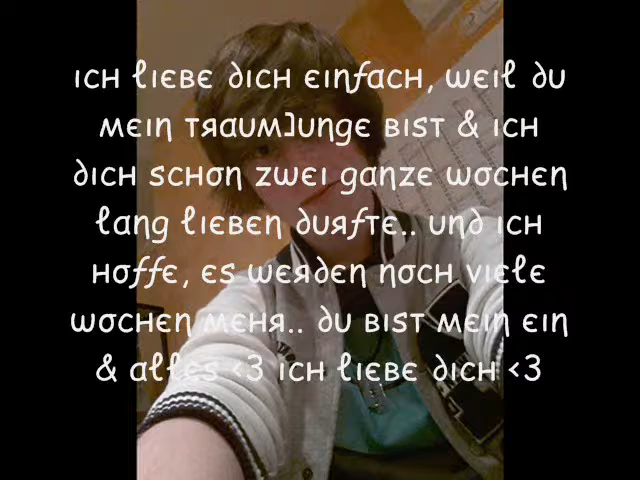 ich liebe dich einfach, weil du
mein Traumjunge bist & ich
dich schon zwei ganze wochen
lang lieben durfte.. und ich
hoffe, es werden noch viele
wochen mehr.. du bist mein ein
& alles <3 ich liebe dich <3